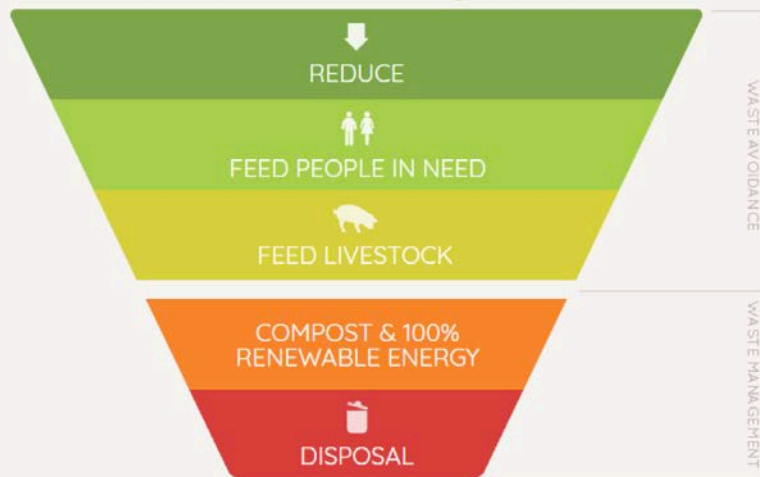 REDUCE
FEED PEOPLE IN NEED
FEED LIVESTOCK
COMPOST & 100%
RENEWABLE ENERGY
DISPOSAL
WASTE AVOIDANCE
WASTE MANAGEMENT